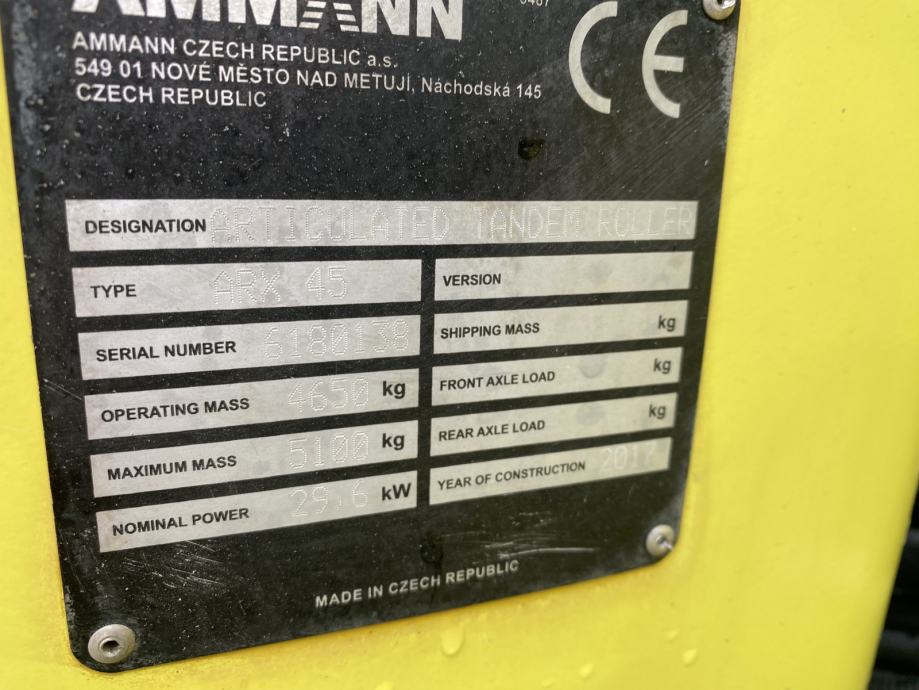 AMMANN
AMMANN CZECH REPUBLIC a.s.
549 01 NOVÉ MĚSTO NAD METUJÍ, Náchodská 145
CZECH REPUBLIC
CE
DESIGNATION ARTICULATED TANDEM ROLLER
TYPE ARX 45
VERSION
SERIAL NUMBER 6180138
SHIPPING MASS kg
OPERATING MASS 4650 kg
FRONT AXLE LOAD kg
MAXIMUM MASS 5100 kg
REAR AXLE LOAD kg
NOMINAL POWER 29,6 kW
YEAR OF CONSTRUCTION 2017
MADE IN CZECH REPUBLIC